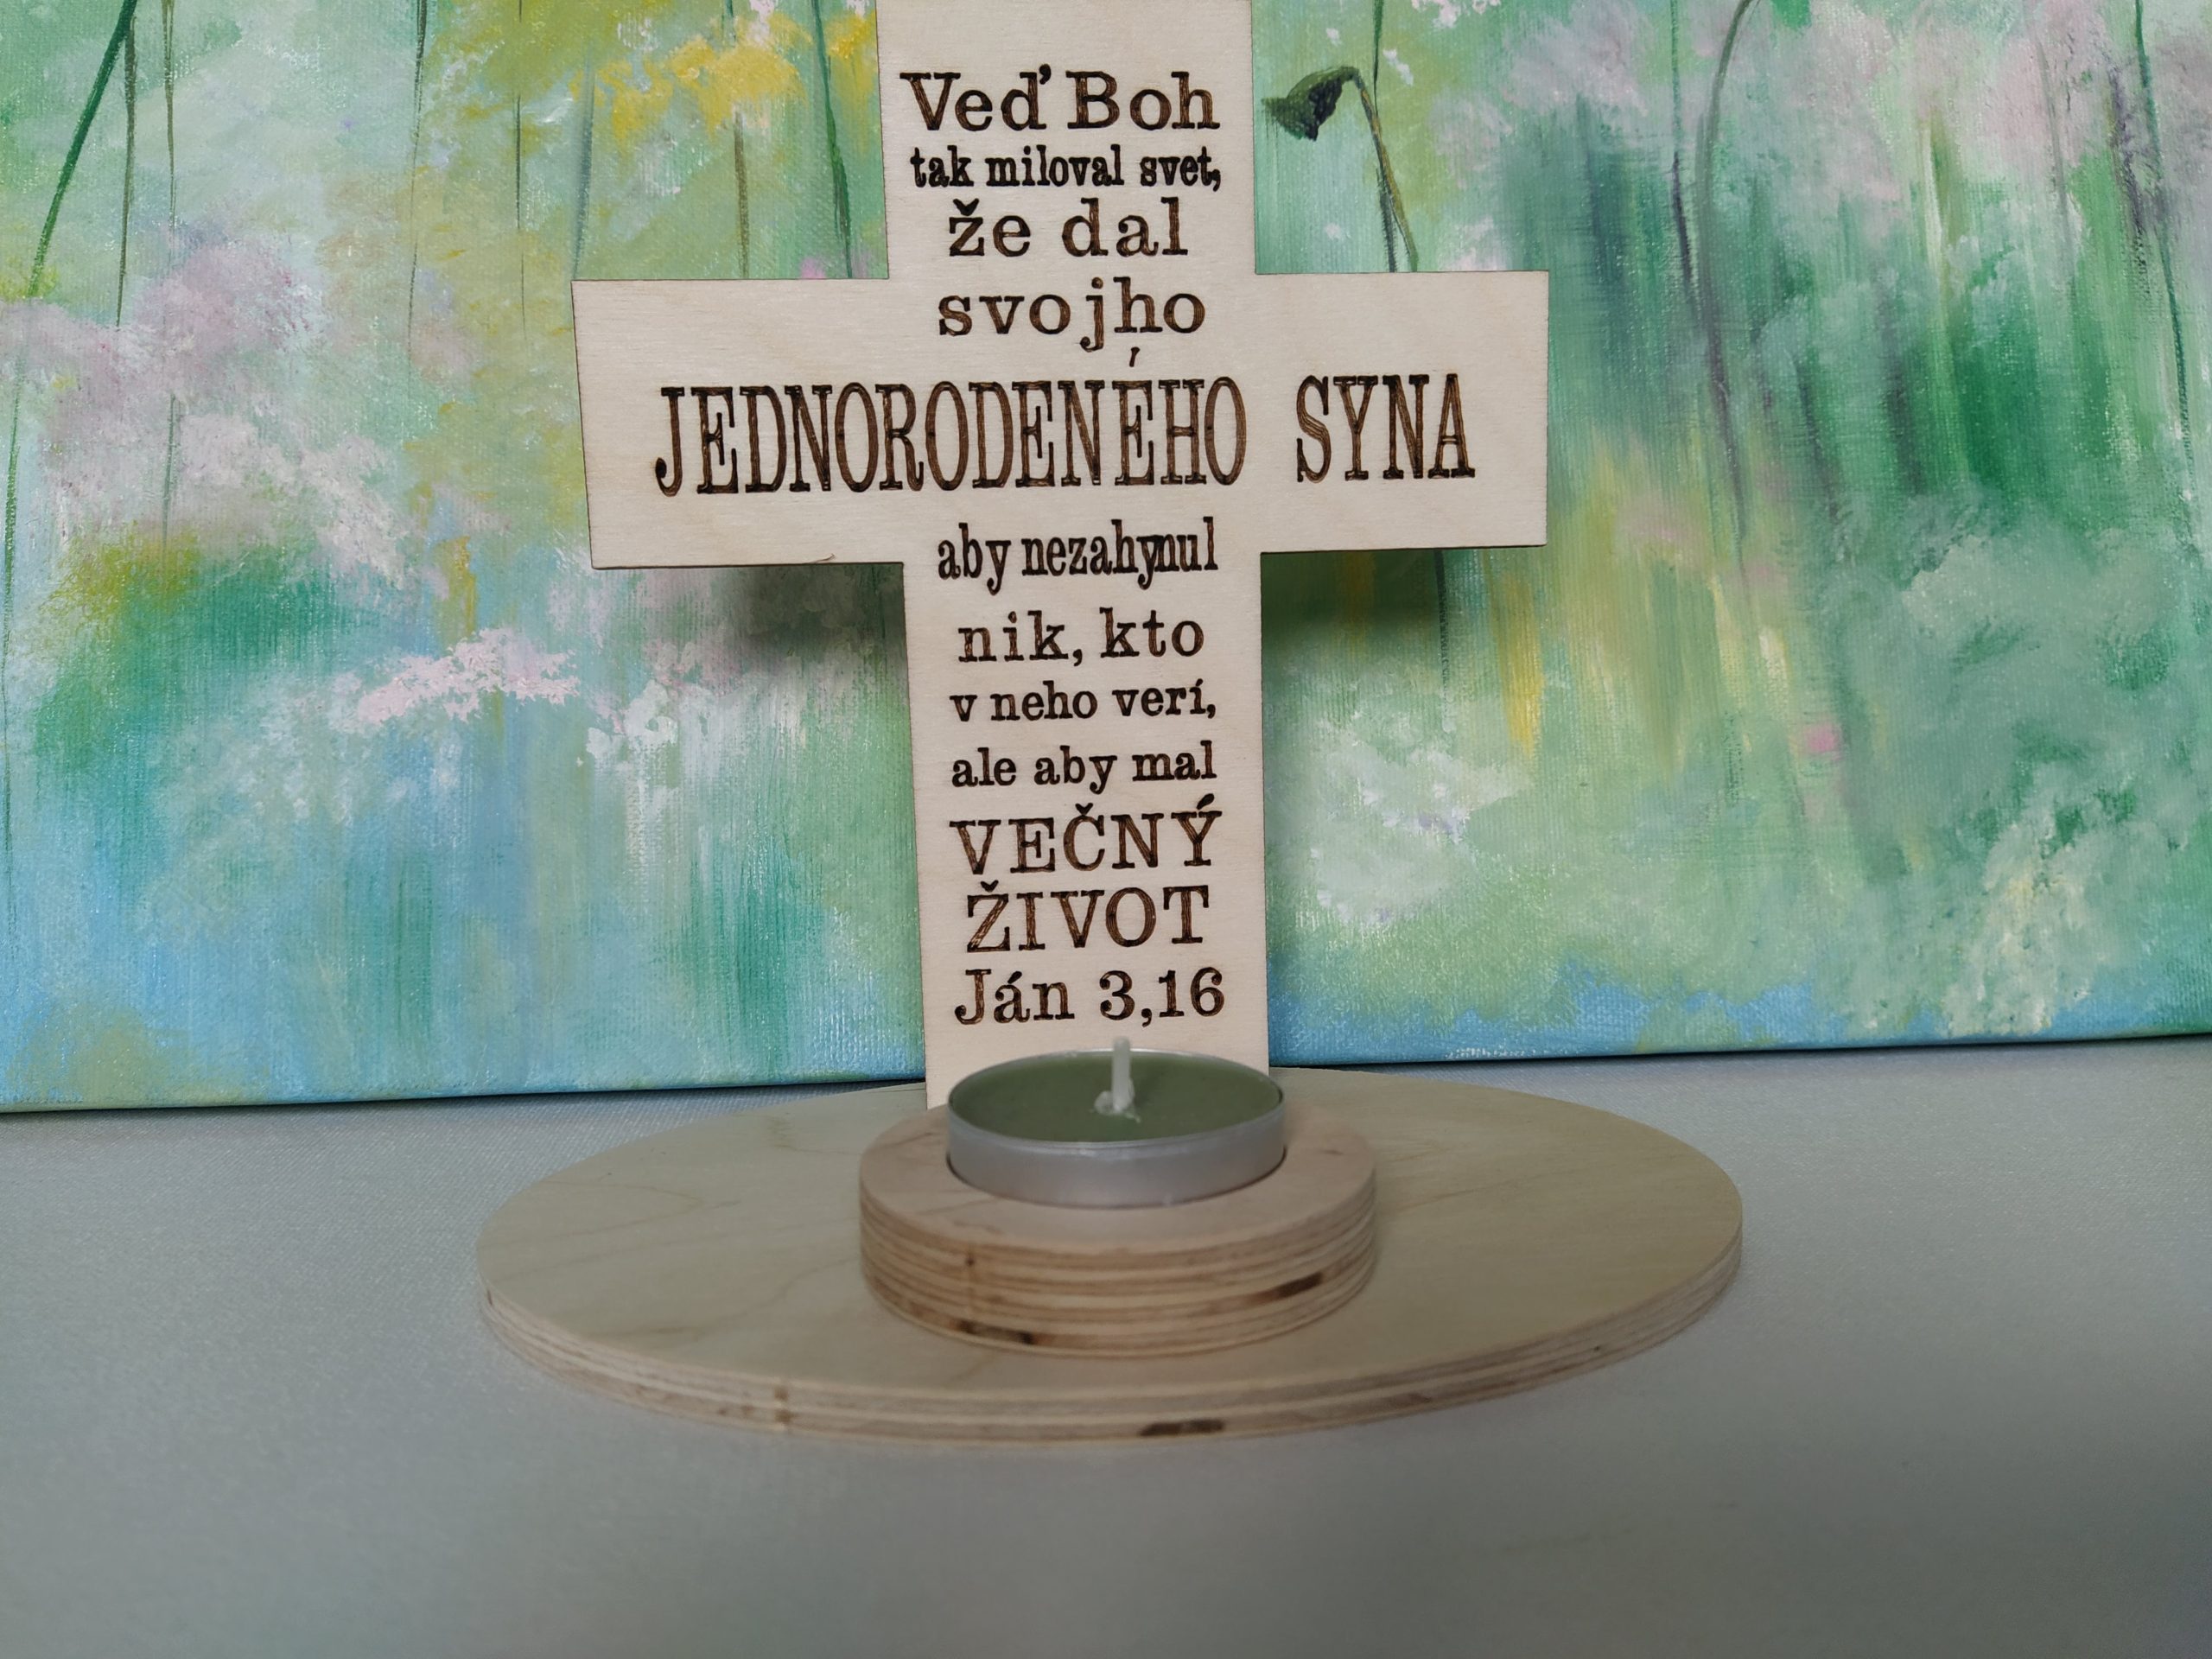 Veď Boh
tak miloval svet,
že dal
svojho
JEDNORODENÉHO SYNA
aby nezahynul
nik, kto
v neho verí,
ale aby mal
VEČNÝ
ŽIVOT
Ján 3,16